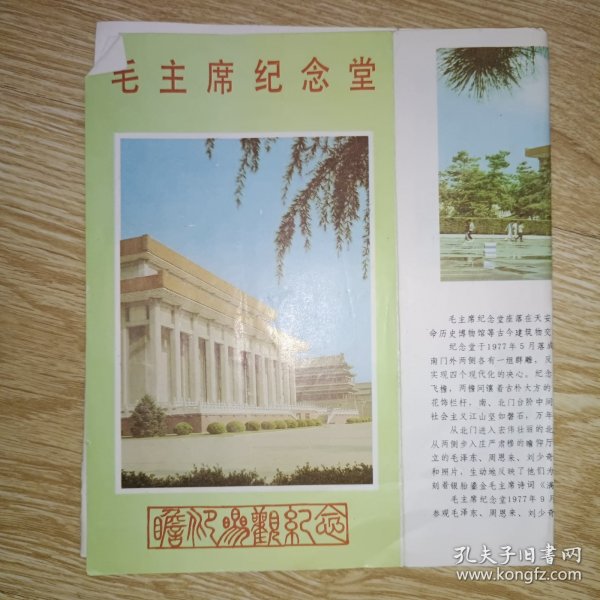 毛主席纪念堂
瞻仰参觀紀念
毛主席纪念堂座落在天安
命历史博物馆等古今建筑物交
纪念堂于1977年5月落成
南门外两侧各有一组群雕,反
实现四个现代化的决心。纪念
飞檐,两檐间镶着古朴大方的
花饰栏杆,南、北门台阶中间
社会主义江山坚如磐石,万年
从北门进入宏伟壮丽的北
从两侧步入庄严肃穆的瞻仰厅
立的毛泽东、周恩来、刘少奇
和照片,生动地反映了他们为
刻着银胎鎏金毛主席诗词《满
毛主席纪念堂1977年9月
参观毛泽东、周恩来、刘少奇
孔夫子旧书网
www.kongfz.com